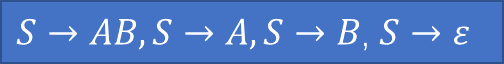 S → AB, S → A, S → B, S → ε